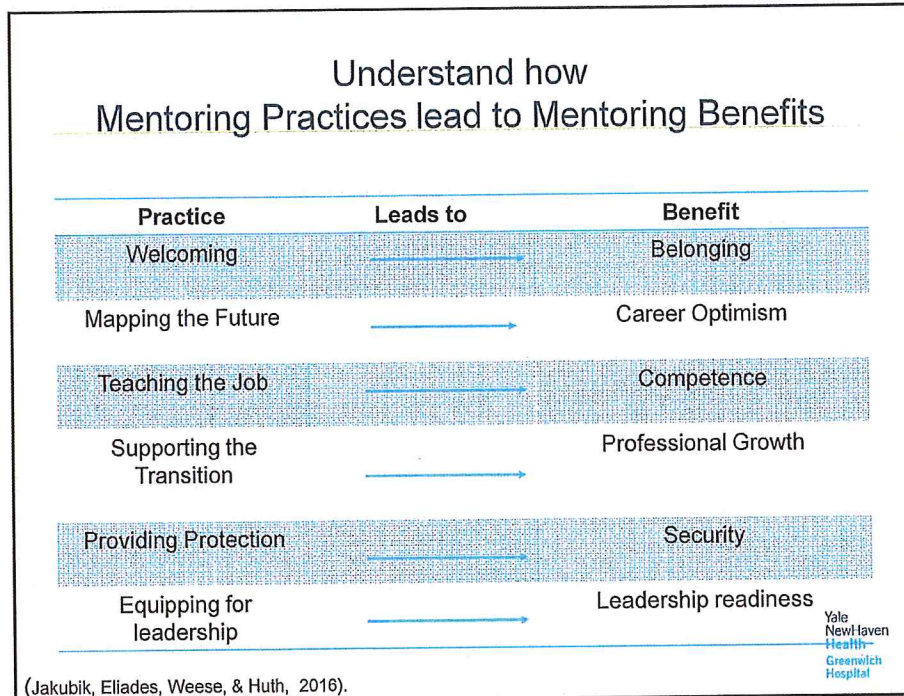 Understand how
Mentoring Practices lead to Mentoring Benefits
Practice Leads to Benefit
Welcoming Belonging
Mapping the Future Career Optimism
Teaching the Job Competence
Supporting the Professional Growth
Transition
Providing Protection Security
Equipping for Leadership readiness
leadership
Yale
NewHaven
Health
Greenwich
Hospital
(Jakubik, Eliades, Weese, & Huth, 2016).